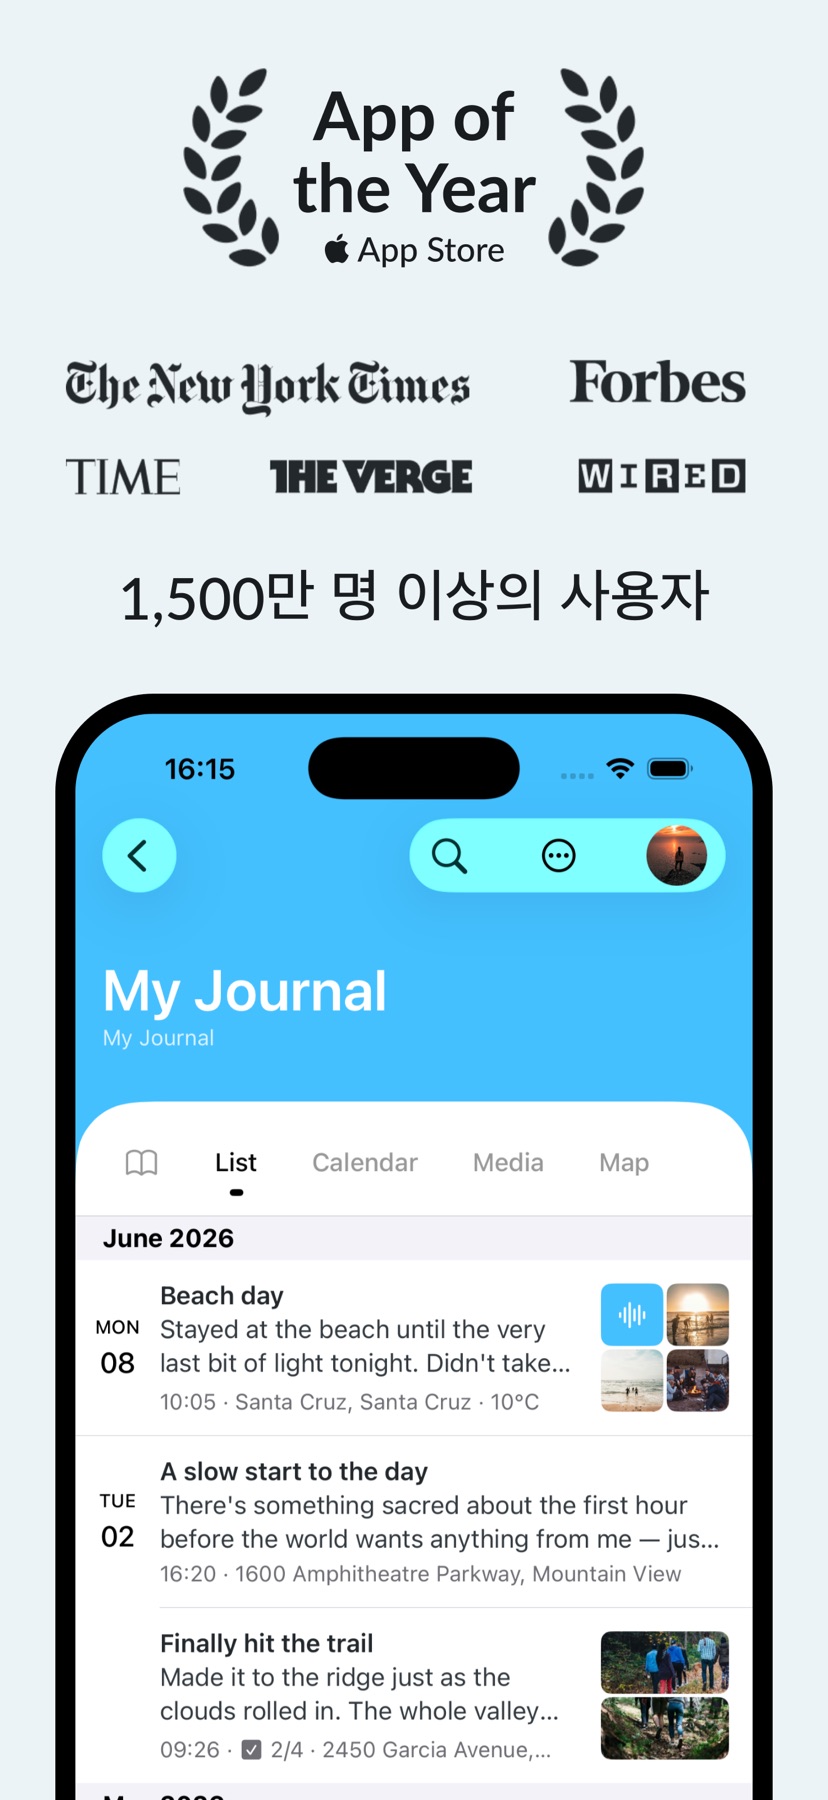 App of
the Year
App Store
The New York Times
Forbes
TIME
THE VERGE
WIRED
1,500만 명 이상의 사용자
16:15
My Journal
My Journal
List
Calendar
Media
Map
June 2026
MON
08
Beach day
Stayed at the beach until the very
last bit of light tonight. Didn't take...
10:05 · Santa Cruz, Santa Cruz · 10°C
TUE
02
A slow start to the day
There's something sacred about the first hour
before the world wants anything from me — jus...
16:20 · 1600 Amphitheatre Parkway, Mountain View
Finally hit the trail
Made it to the ridge just as the
clouds rolled in. The whole valley...
09:26 · 2/4 · 2450 Garcia Avenue,...